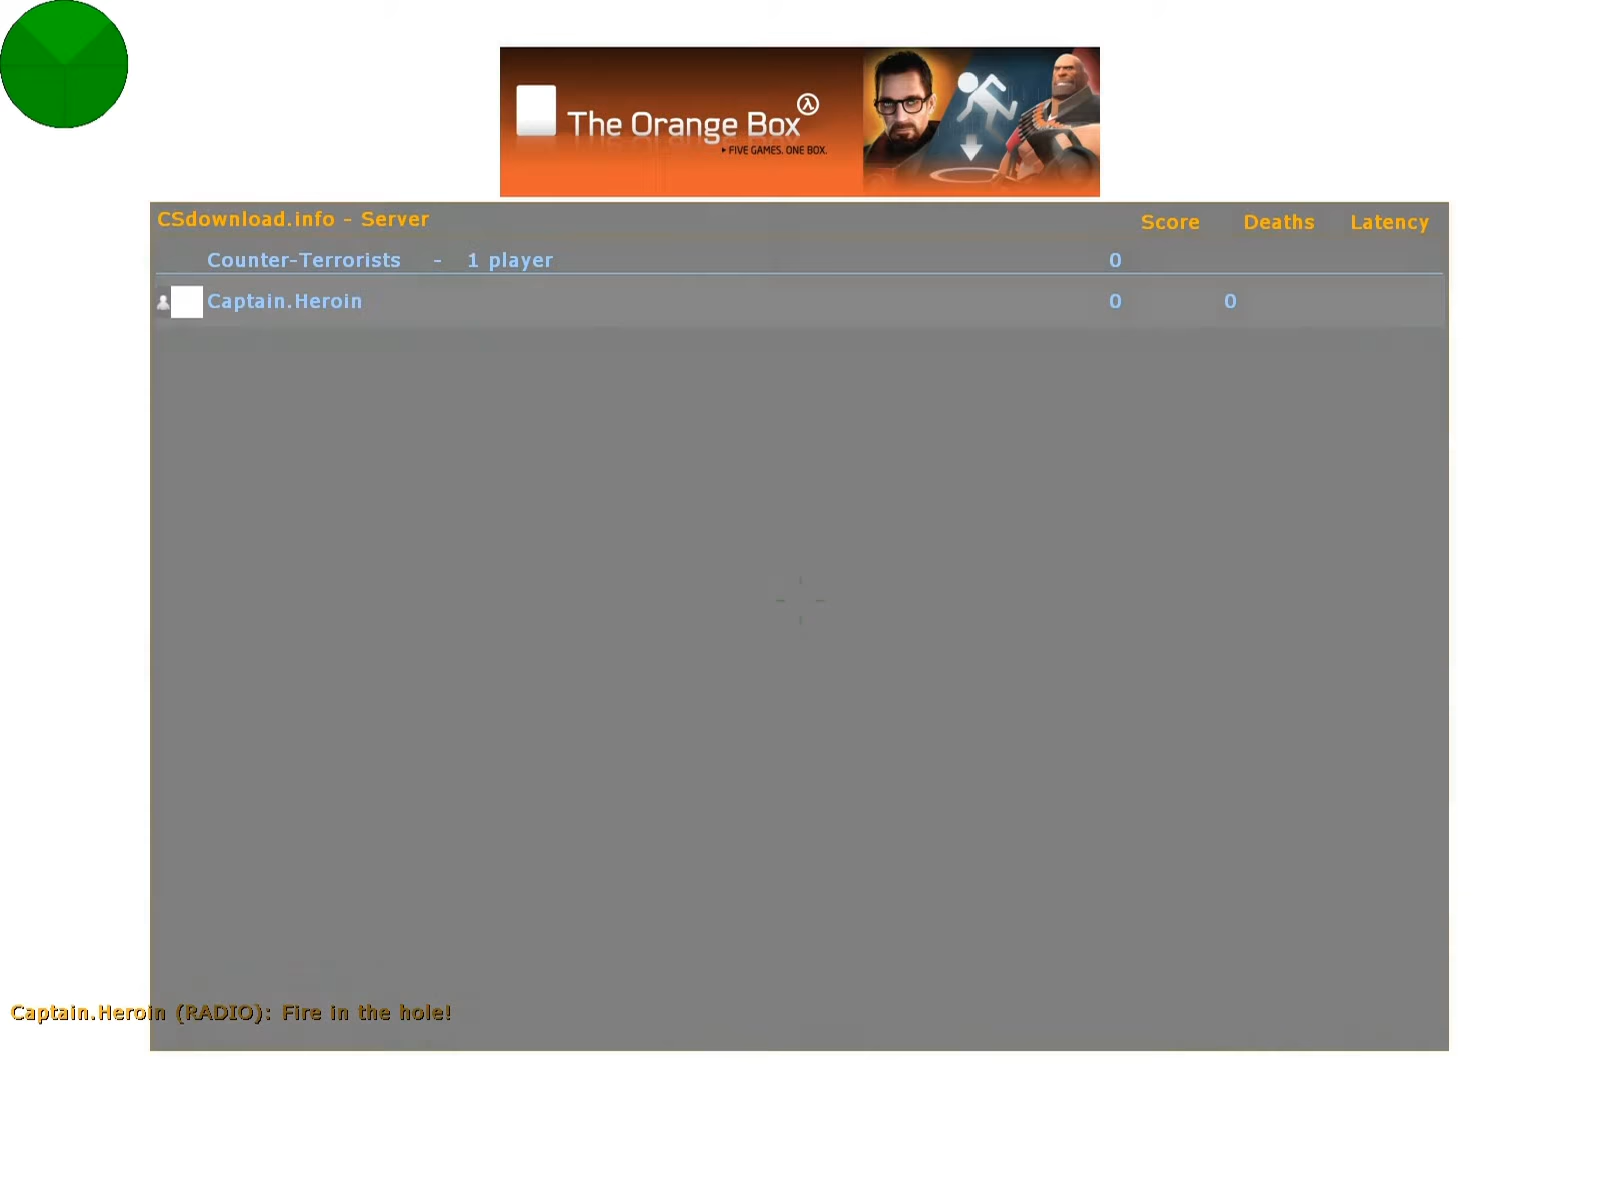 The Orange Box
▸ FIVE GAMES. ONE BOX.
CSdownload.info - Server Score Deaths Latency
Counter-Terrorists - 1 player 0
Captain.Heroin 0 0
Captain.Heroin (RADIO): Fire in the hole!